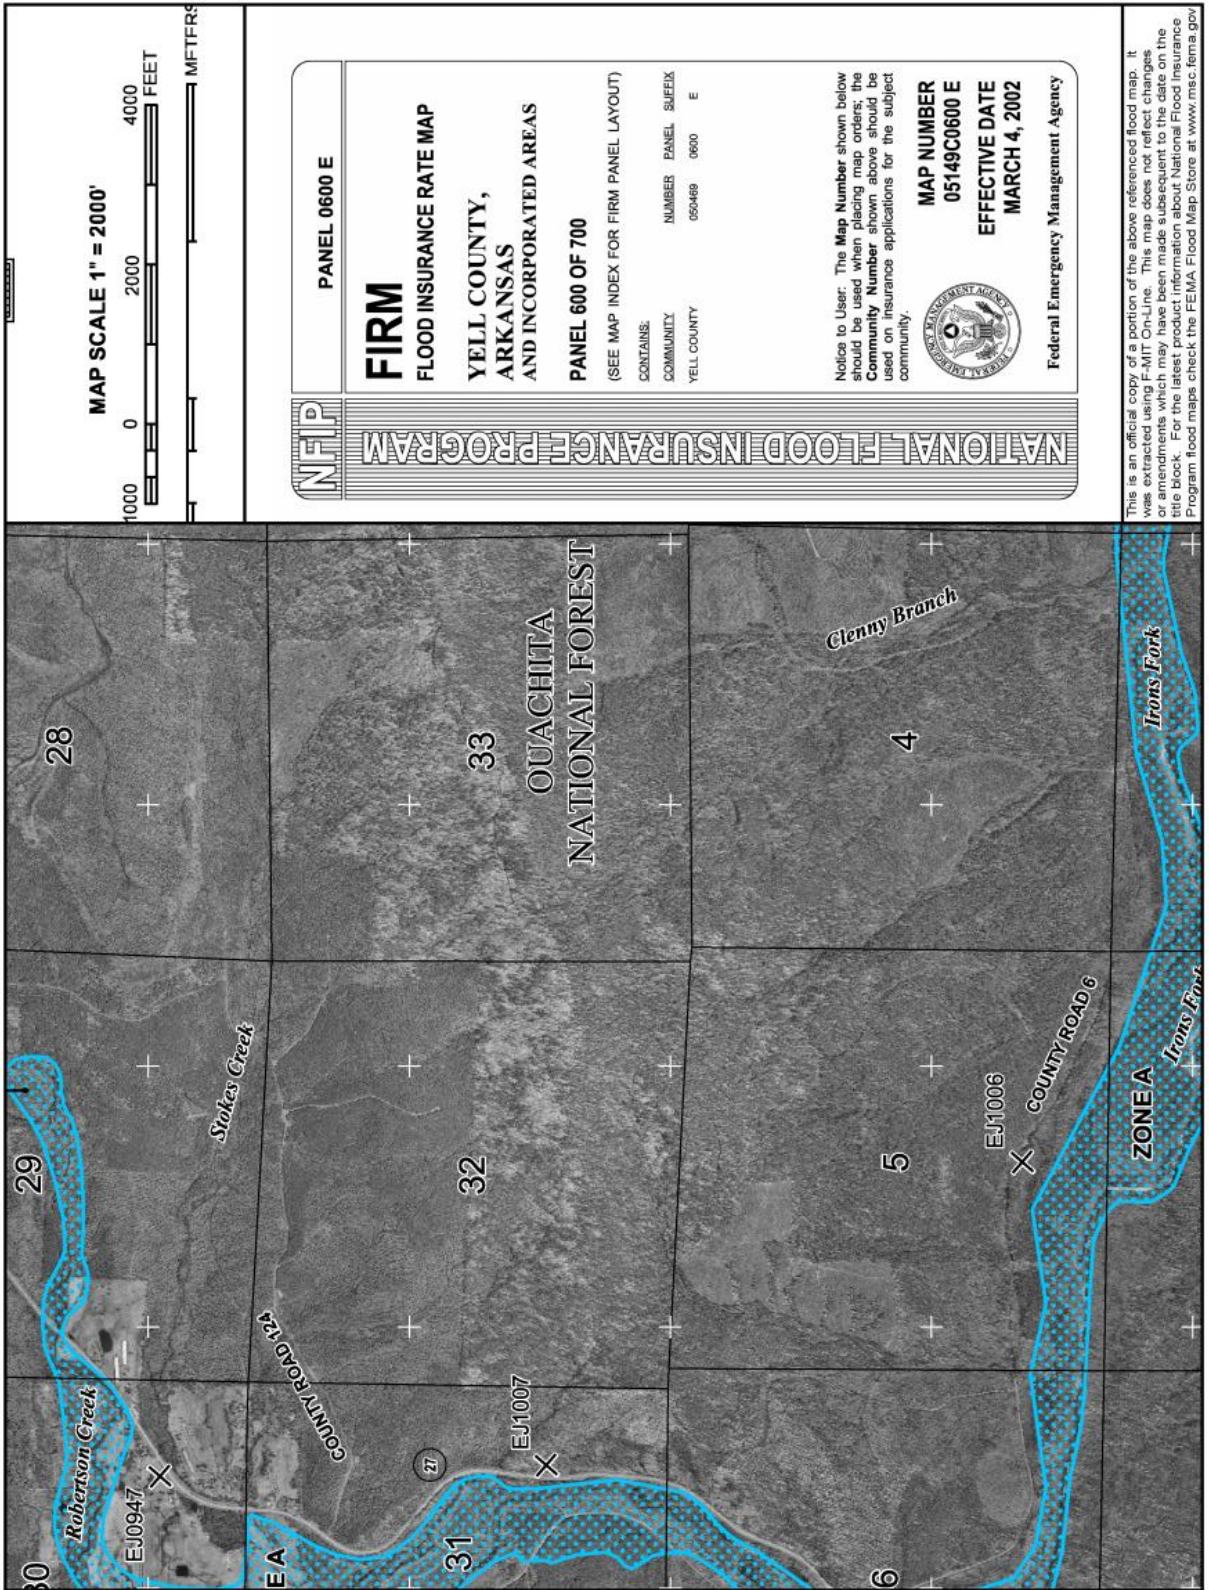 MAP SCALE 1" = 2000'
1000 0 2000 4000
FEET
METERS
NFIP
NATIONAL FLOOD INSURANCE PROGRAM
PANEL 0600 E
FIRM
FLOOD INSURANCE RATE MAP
YELL COUNTY,
ARKANSAS
AND INCORPORATED AREAS
PANEL 600 OF 700
(SEE MAP INDEX FOR FIRM PANEL LAYOUT)
CONTAINS:
COMMUNITY NUMBER PANEL SUFFIX
YELL COUNTY 050469 0600 E
Notice to User: The Map Number shown below
should be used when placing map orders; the
Community Number shown above should be
used on insurance applications for the subject
community.
MAP NUMBER
05149C0600 E
EFFECTIVE DATE
MARCH 4, 2002
Federal Emergency Management Agency
This is an official copy of a portion of the above referenced flood map. It
was extracted using F-MIT On-Line. This map does not reflect changes
or amendments which may have been made subsequent to the date on the
title block. For the latest product information about National Flood Insurance
Program flood maps check the FEMA Flood Map Store at www.msc.fema.gov
30
Robertson Creek
29
28
EJ0947
Stokes Creek
E A
COUNTY ROAD 124
27
31
EJ1007
32
33
OUACHITA
NATIONAL FOREST
Clenny Branch
6
5
4
EJ1006
COUNTY ROAD 6
ZONE A
Irons Fork
Irons Fork